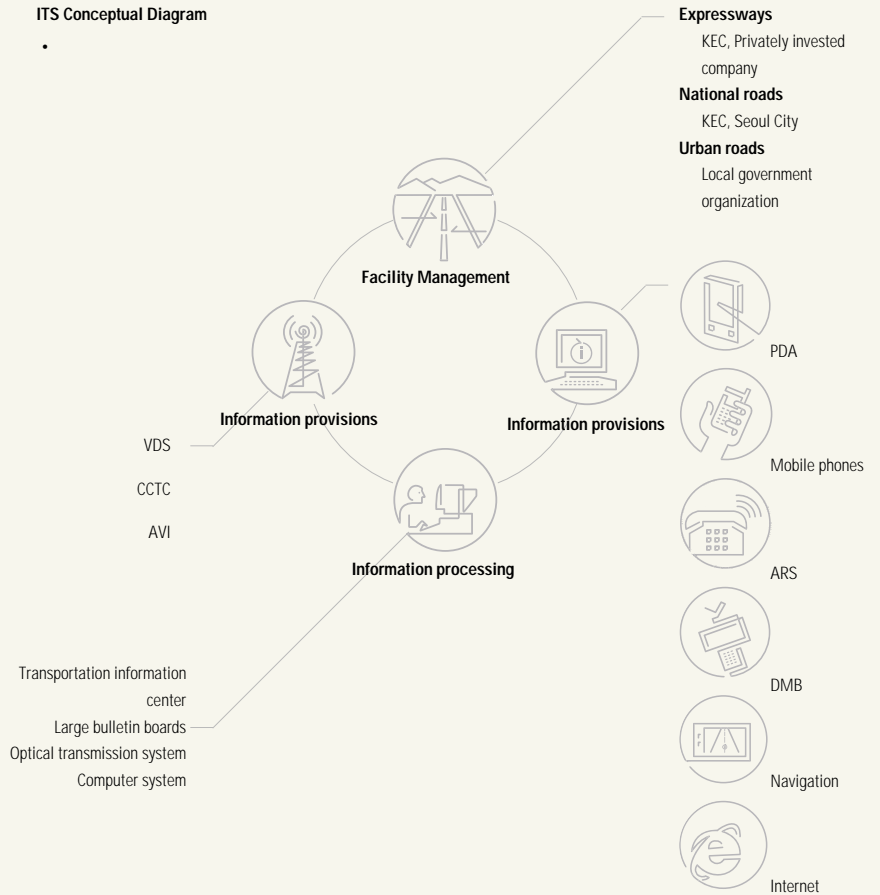 ITS Conceptual Diagram
•
Expressways
KEC, Privately invested
company
National roads
KEC, Seoul City
Urban roads
Local government
organization
Facility Management
Information provisions
Information provisions
Information processing
VDS
CCTC
AVI
Transportation information
center
Large bulletin boards
Optical transmission system
Computer system
PDA
Mobile phones
ARS
DMB
Navigation
Internet